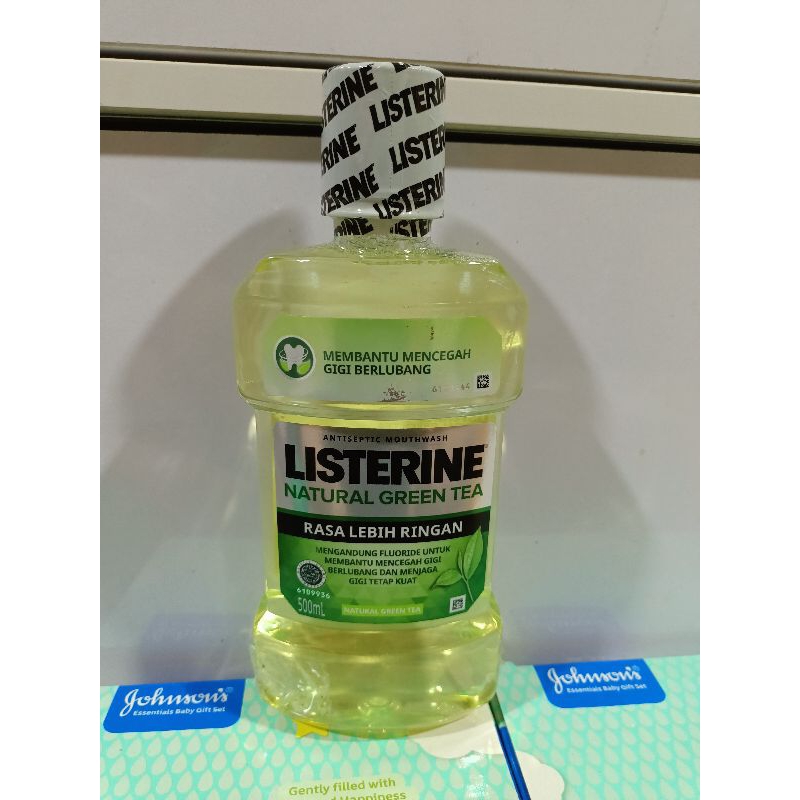 LISTERINE
LISTERINE
LISTERINE
MEMBANTU MENCEGAH
GIGI BERLUBANG
ANTISEPTIC MOUTHWASH
LISTERINE
NATURAL GREEN TEA
RASA LEBIH RINGAN
MENGANDUNG FLUORIDE UNTUK
MEMBANTU MENCEGAH GIGI
BERLUBANG DAN MENJAGA
GIGI TETAP KUAT
6109936
500mL
NATURAL GREEN TEA
Johnson's
Essentials Baby Gift Set
Johnson's
Essentials Baby Gift Set
Gently filled with
Happiness